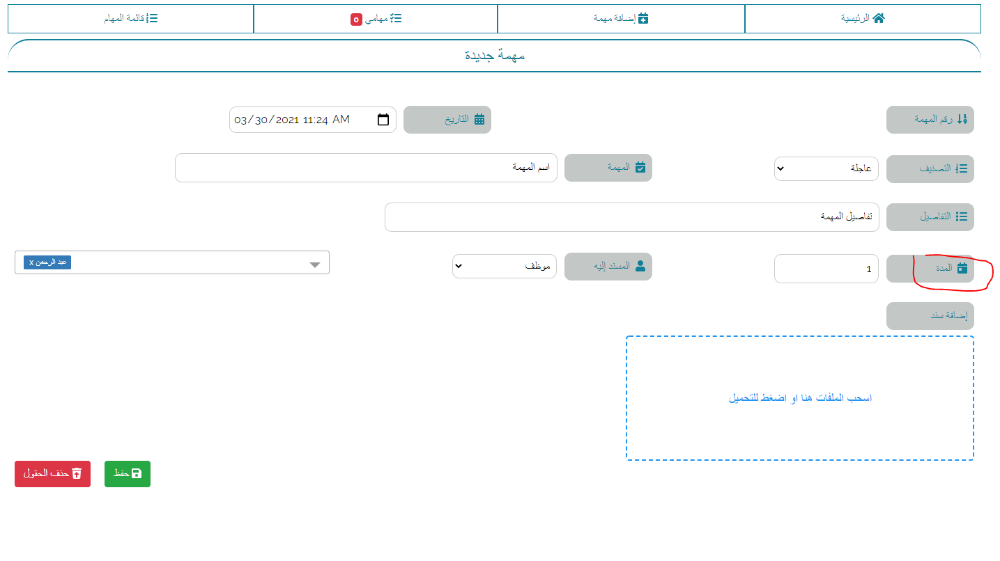 الرئيسية
إضافة مهمة
مهامي 0
قائمة المهام
مهمة جديدة
رقم المهمة
التاريخ
03/30/2021 11:24 AM
التصنيف
عاجلة
المهمة
اسم المهمة
التفاصيل
تفاصيل المهمة
المدة
1
المسند إليه
موظف
عبد الرحمن x
إضافة سند
اسحب الملفات هنا او اضغط للتحميل
حفظ
حذف الحقول